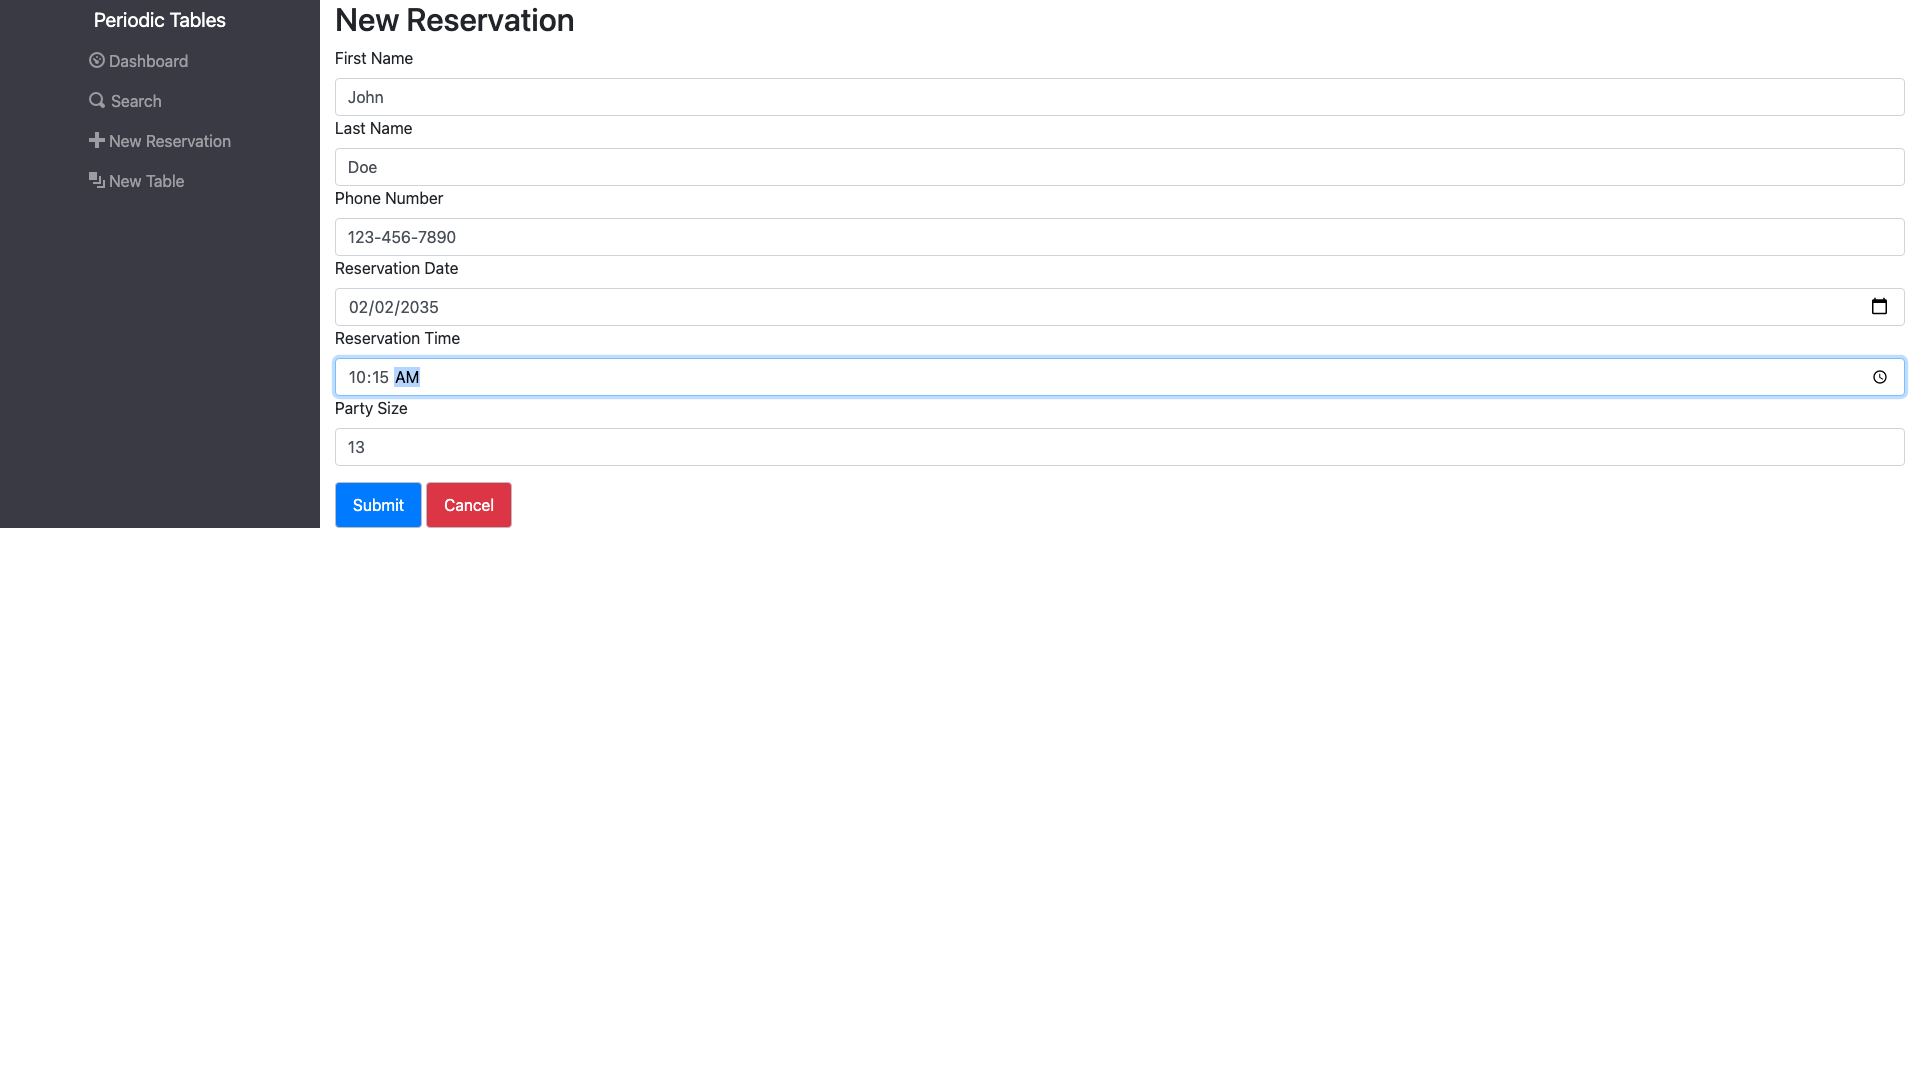 Periodic Tables
Dashboard
Search
New Reservation
New Table
New Reservation
First Name
John
Last Name
Doe
Phone Number
123-456-7890
Reservation Date
02/02/2035
Reservation Time
10:15 AM
Party Size
13
Submit Cancel